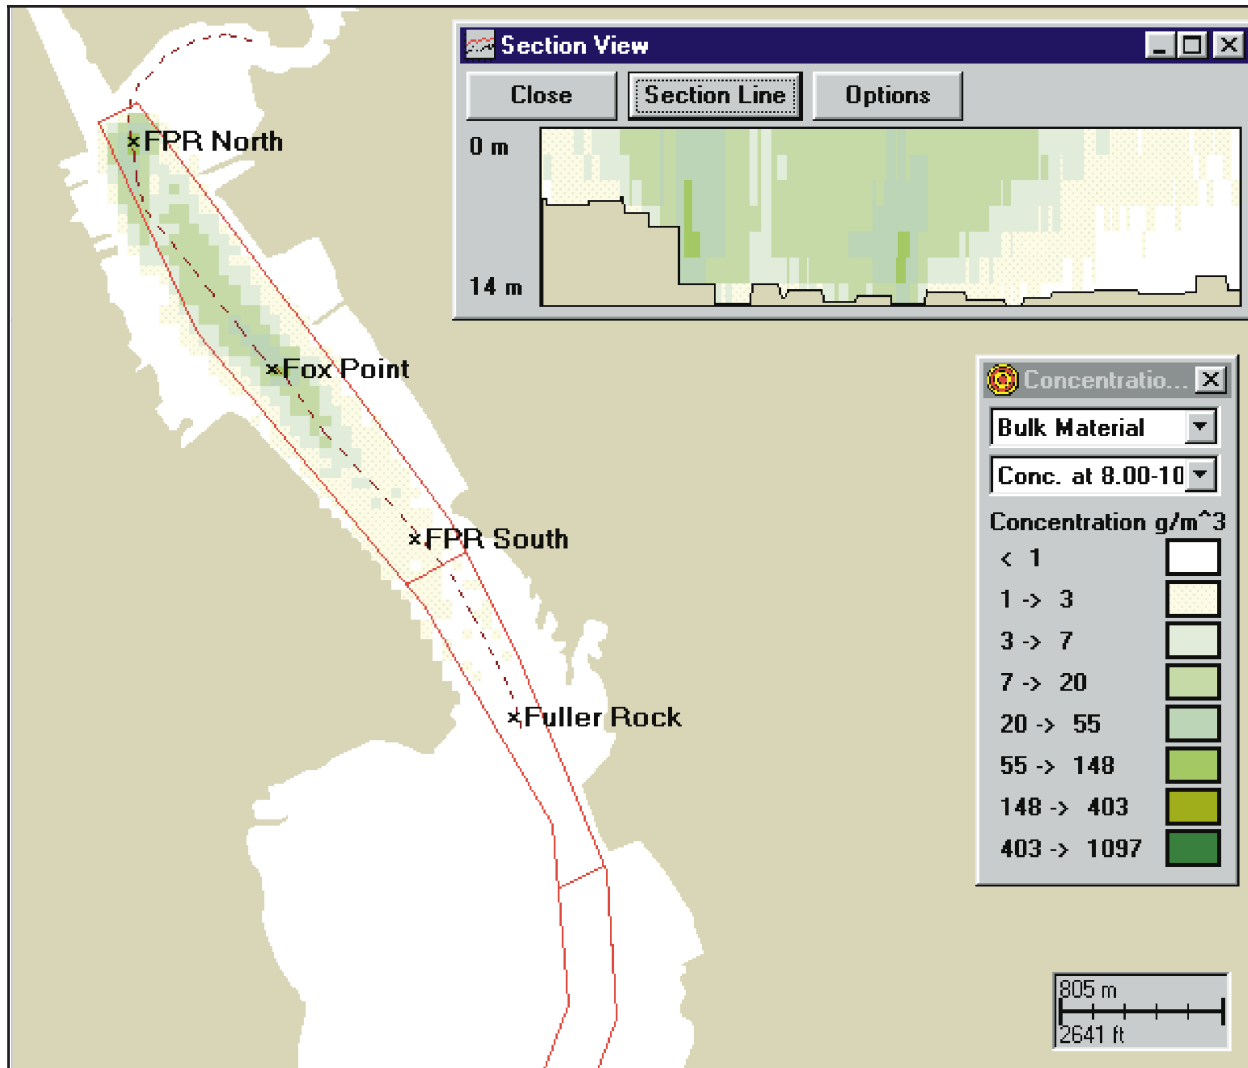 Section View
Close Section Line Options
0 m
14 m
FPR North
Fox Point
FPR South
Fuller Rock
Concentratio...
Bulk Material
Conc. at 8.00-10
Concentration g/m^3
< 1
1 -> 3
3 -> 7
7 -> 20
20 -> 55
55 -> 148
148 -> 403
403 -> 1097
805 m
2641 ft